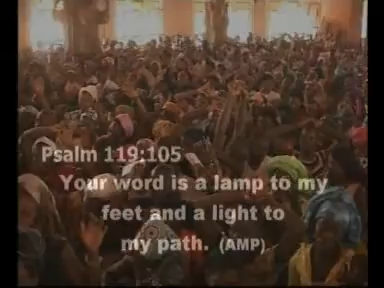 Psalm 119:105
Your word is a lamp to my
feet and a light to
my path. (AMP)